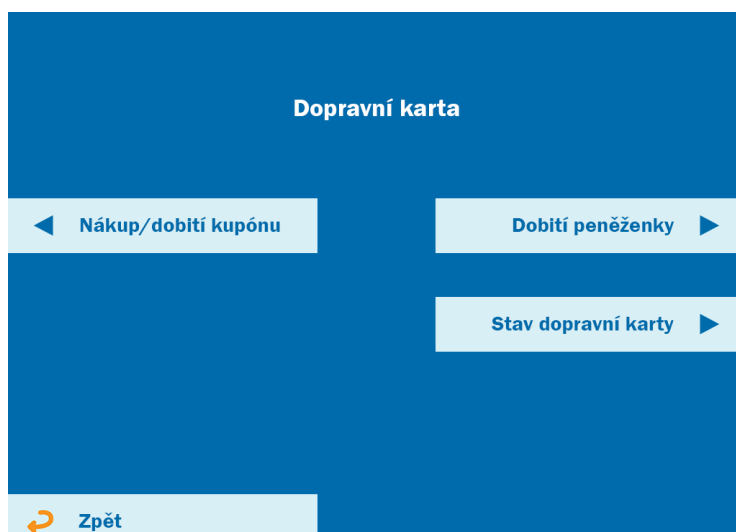 Dopravní karta
Nákup/dobití kupónu
Dobití peněženky
Stav dopravní karty
Zpět